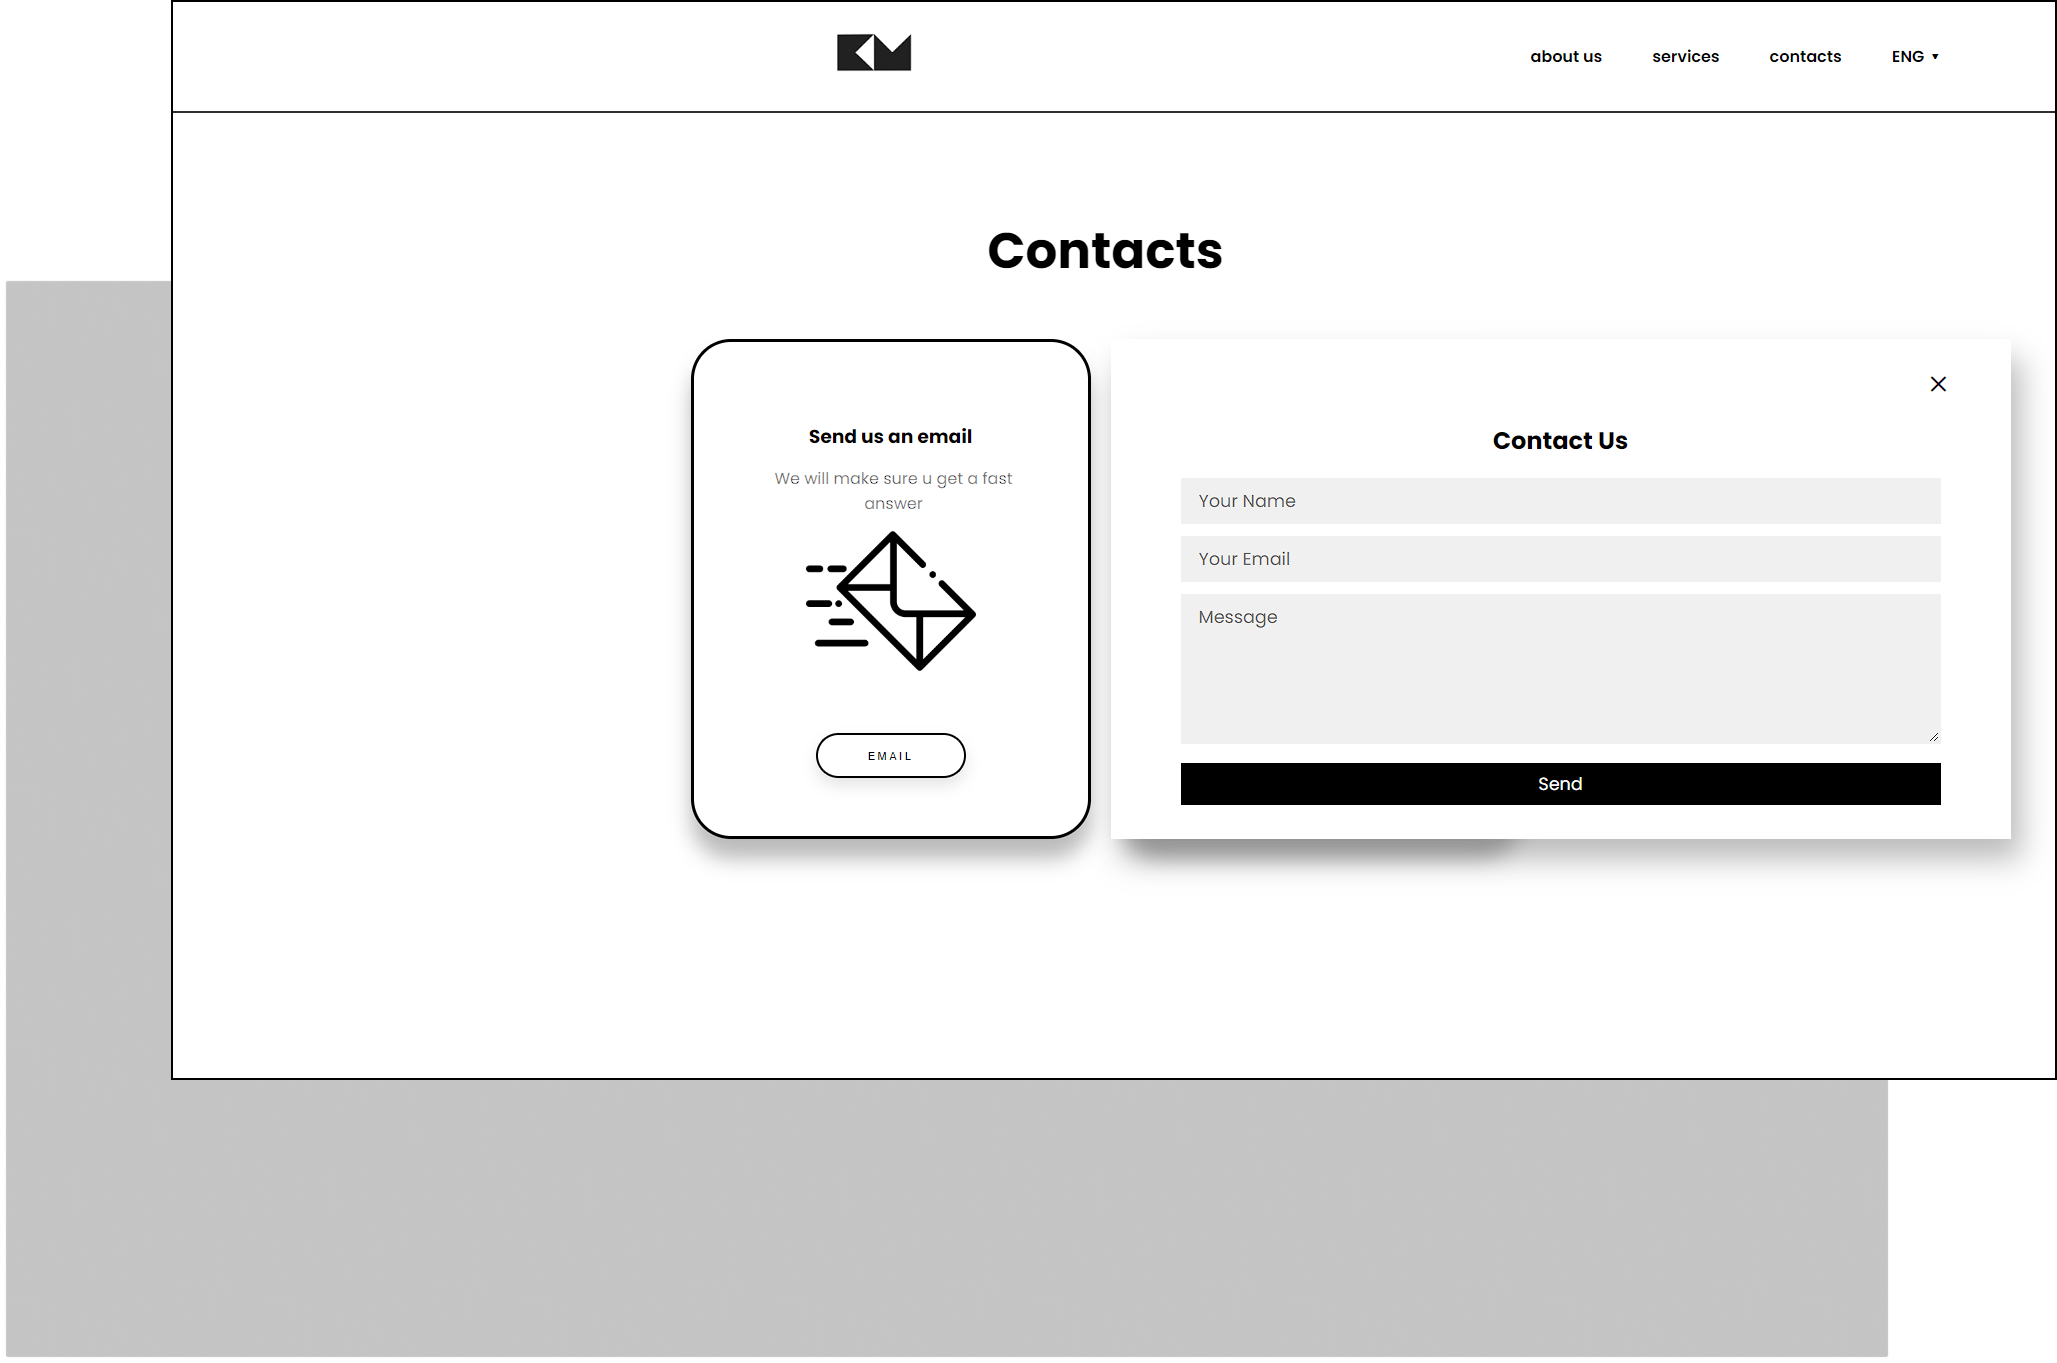 KM
about us
services
contacts
ENG ▼
Contacts
Send us an email
We will make sure u get a fast
answer
EMAIL
Contact Us
Your Name
Your Email
Message
Send